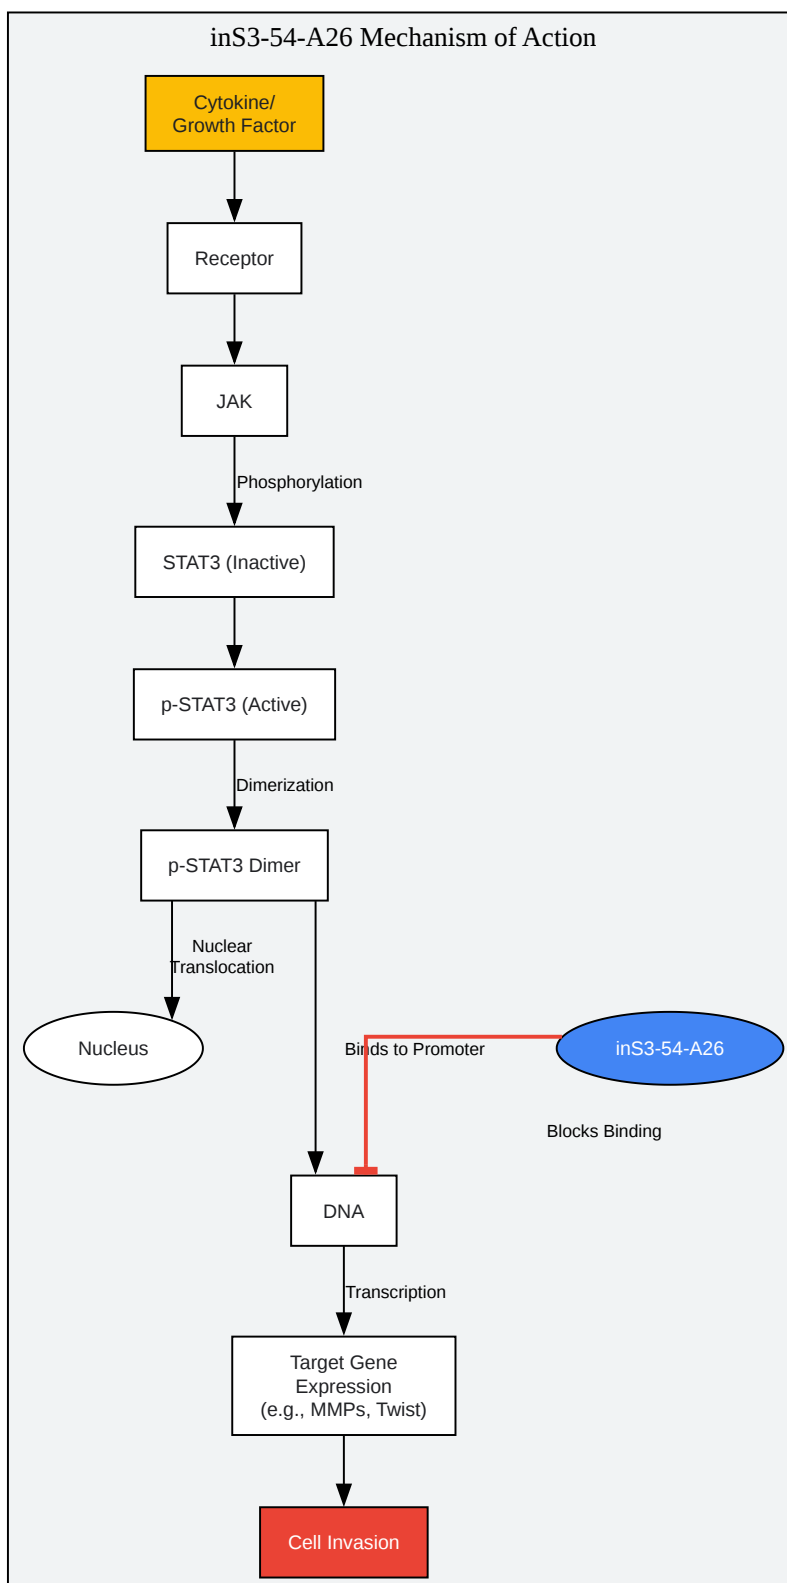 inS3-54-A26 Mechanism of Action
Cytokine/
Growth Factor
Receptor
JAK
Phosphorylation
STAT3 (Inactive)
p-STAT3 (Active)
Dimerization
p-STAT3 Dimer
Nuclear
Translocation
Nucleus
Binds to Promoter
inS3-54-A26
Blocks Binding
DNA
Transcription
Target Gene
Expression
(e.g., MMPs, Twist)
Cell Invasion